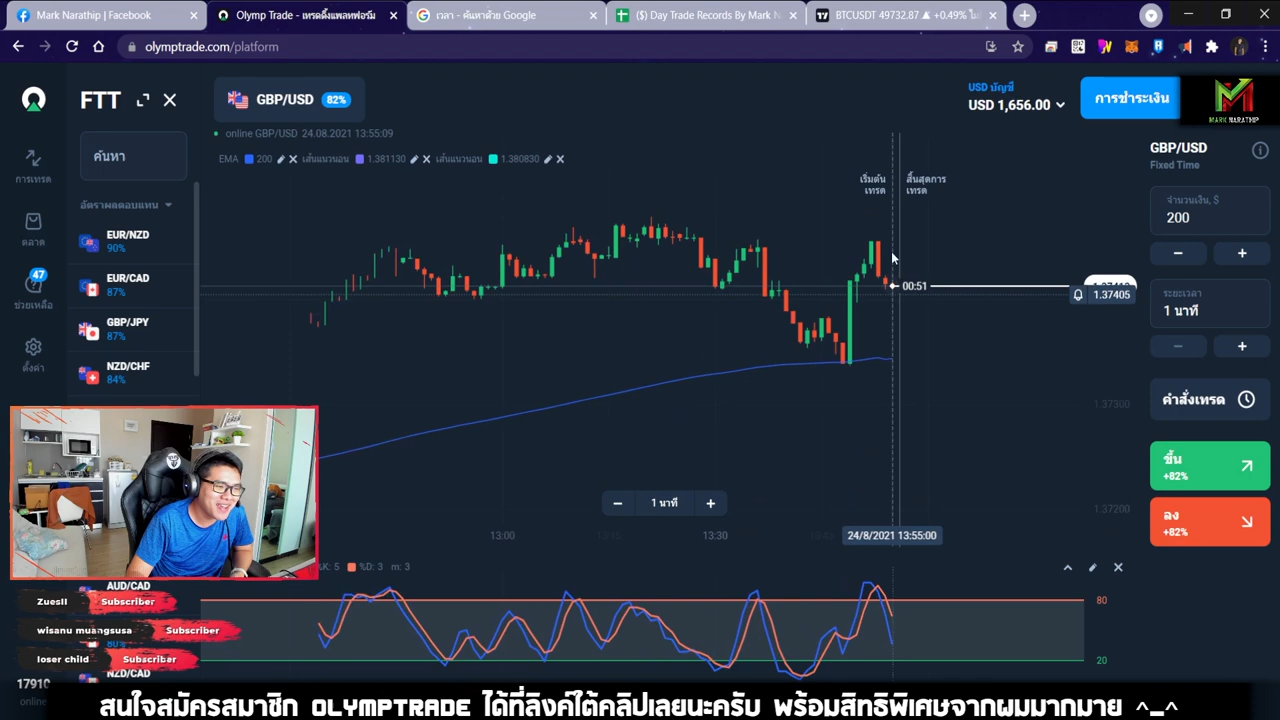 Mark Narathip | Facebook
Olymp Trade - เทรดดิ้งแพลทฟอร์ม
เวลา - ค้นหาด้วย Google
($) Day Trade Records By Mark N
BTCUSDT 49732.87 ▲ +0.49%
olymptrade.com/platform
FTT
GBP/USD 82%
USD บัญชี
USD 1,656.00
การชำระเงิน
MARK NARATHIP
online GBP/USD 24.08.2021 13:55:09
EMA 200 เส้นแนวนอน 1.381130 เส้นแนวนอน 1.380830
ค้นหา
อัตราผลตอบแทน
การเทรด
ตลาด
47
ช่วยเหลือ
ตั้งค่า
EUR/NZD
90%
EUR/CAD
87%
GBP/JPY
87%
NZD/CHF
84%
เริ่มต้น
เทรด
สิ้นสุดการ
เทรด
00:51
1.37405
1.37300
1.37200
GBP/USD
Fixed Time
จำนวนเงิน, $
200
ระยะเวลา
1 นาที
คำสั่งเทรด
ขึ้น
+82%
ลง
+82%
1 นาที
13:00
13:15
13:30
24/8/2021 13:55:00
%K: 5 %D: 3 m: 3
80
20
AUD/CAD
Zuesll Subscriber
wisanu muangsusa Subscriber
80%
loser child Subscriber
NZD/CAD
17910
online
สนใจสมัครสมาชิก OLYMPTRADE ได้ที่ลิงค์ใต้คลิปเลยนะครับ พร้อมสิทธิพิเศษจากผมมากมาย ^_^